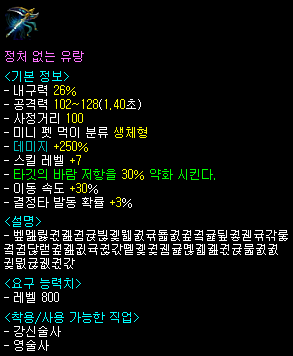 정처 없는 유랑
<기본 정보>
- 내구력 26%
- 공격력 102~128(1,40초)
- 사정거리 100
- 미니 펫 먹이 분류 생체형
- 데미지 +250%
- 스킬 레벨 +7
- 타깃의 바람 저항을 30% 약화 시킨다.
- 이동 속도 +30%
- 결정타 발동 확률 +3%
<설명>
<요구 능력치>
- 레벨 800
<착용/사용 가능한 직업>
- 강신술사
- 영술사